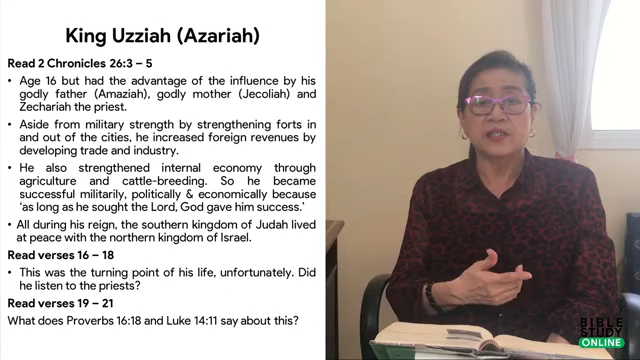 King Uzziah (Azariah)
Read 2 Chronicles 26:3 – 5
• Age 16 but had the advantage of the influence by his
godly father (Amaziah), godly mother (Jecoliah) and
Zechariah the priest.
• Aside from military strength by strengthening forts in
and out of the cities, he increased foreign revenues by
developing trade and industry.
• He also strengthened internal economy through
agriculture and cattle-breeding. So he became
successful militarily, politically & economically because
‘as long as he sought the Lord, God gave him success.’
• All during his reign, the southern kingdom of Judah lived
at peace with the northern kingdom of Israel.
Read verses 16 – 18
• This was the turning point of his life, unfortunately. Did
he listen to the priests?
Read verses 19 – 21
What does Proverbs 16:18 and Luke 14:11 say about this?
BIBLE
STUDY
ONLINE